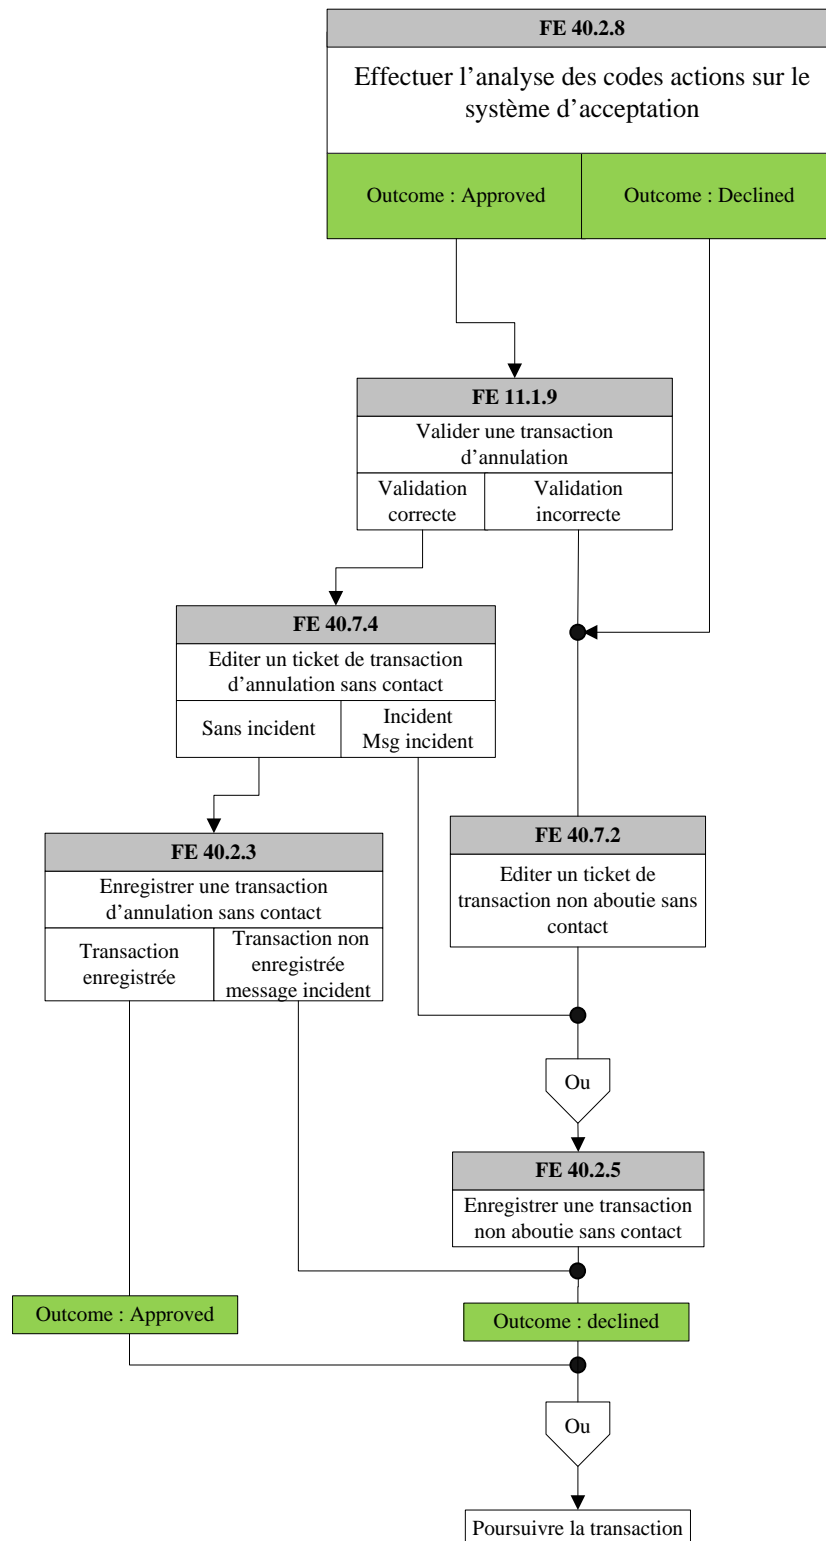 FE 40.2.8
Effectuer l’analyse des codes actions sur le
système d’acceptation
Outcome : Approved
Outcome : Declined
FE 11.1.9
Valider une transaction
d’annulation
Validation
correcte
Validation
incorrecte
FE 40.7.4
Editer un ticket de transaction
d’annulation sans contact
Sans incident
Incident
Msg incident
FE 40.7.2
Editer un ticket de
transaction non aboutie sans
contact
FE 40.2.3
Enregistrer une transaction
d’annulation sans contact
Transaction
enregistrée
Transaction non
enregistrée
message incident
Ou
FE 40.2.5
Enregistrer une transaction
non aboutie sans contact
Outcome : Approved
Outcome : declined
Ou
Poursuivre la transaction